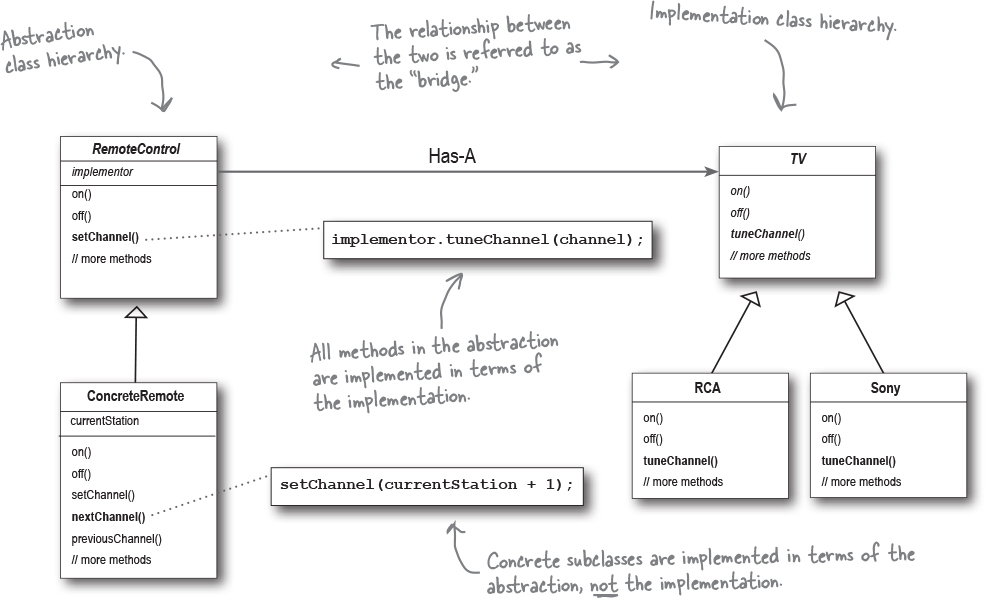 Abstraction
class hierarchy.
The relationship between
the two is referred to as
the “bridge.”
Implementation class hierarchy.
RemoteControl
implementor
on()
off()
setChannel()
// more methods
Has-A
TV
on()
off()
tuneChannel()
// more methods
implementor.tuneChannel(channel);
All methods in the abstraction
are implemented in terms of
the implementation.
ConcreteRemote
currentStation
on()
off()
setChannel()
nextChannel()
previousChannel()
// more methods
setChannel(currentStation + 1);
RCA
on()
off()
tuneChannel()
// more methods
Sony
on()
off()
tuneChannel()
// more methods
Concrete subclasses are implemented in terms of the
abstraction, not the implementation.